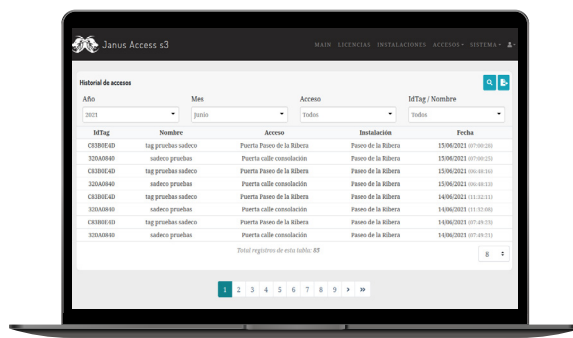 Janus Access s3 MAIN LICENCIAS INSTALACIONES ACCESOS SISTEMA
Historial de accesos
Año Mes Acceso IdTag / Nombre
2021 Junio Todos Todos
IdTag Nombre Acceso Instalación Fecha
C83B0E4D tag pruebas sadeco Puerta Paseo de la Ribera Paseo de la Ribera 15/06/2021 (07:00:26)
320A0840 sadeco pruebas Puerta calle consolación Paseo de la Ribera 15/06/2021 (07:00:25)
C83B0E4D tag pruebas sadeco Puerta Paseo de la Ribera Paseo de la Ribera 15/06/2021 (06:48:16)
320A0840 sadeco pruebas Puerta calle consolación Paseo de la Ribera 15/06/2021 (06:48:13)
C83B0E4D tag pruebas sadeco Puerta Paseo de la Ribera Paseo de la Ribera 14/06/2021 (11:32:11)
320A0840 sadeco pruebas Puerta calle consolación Paseo de la Ribera 14/06/2021 (11:32:08)
C83B0E4D tag pruebas sadeco Puerta Paseo de la Ribera Paseo de la Ribera 14/06/2021 (07:49:23)
320A0840 sadeco pruebas Puerta calle consolación Paseo de la Ribera 14/06/2021 (07:49:21)
Total registros de esta tabla: 83
8
1 2 3 4 5 6 7 8 9 › »